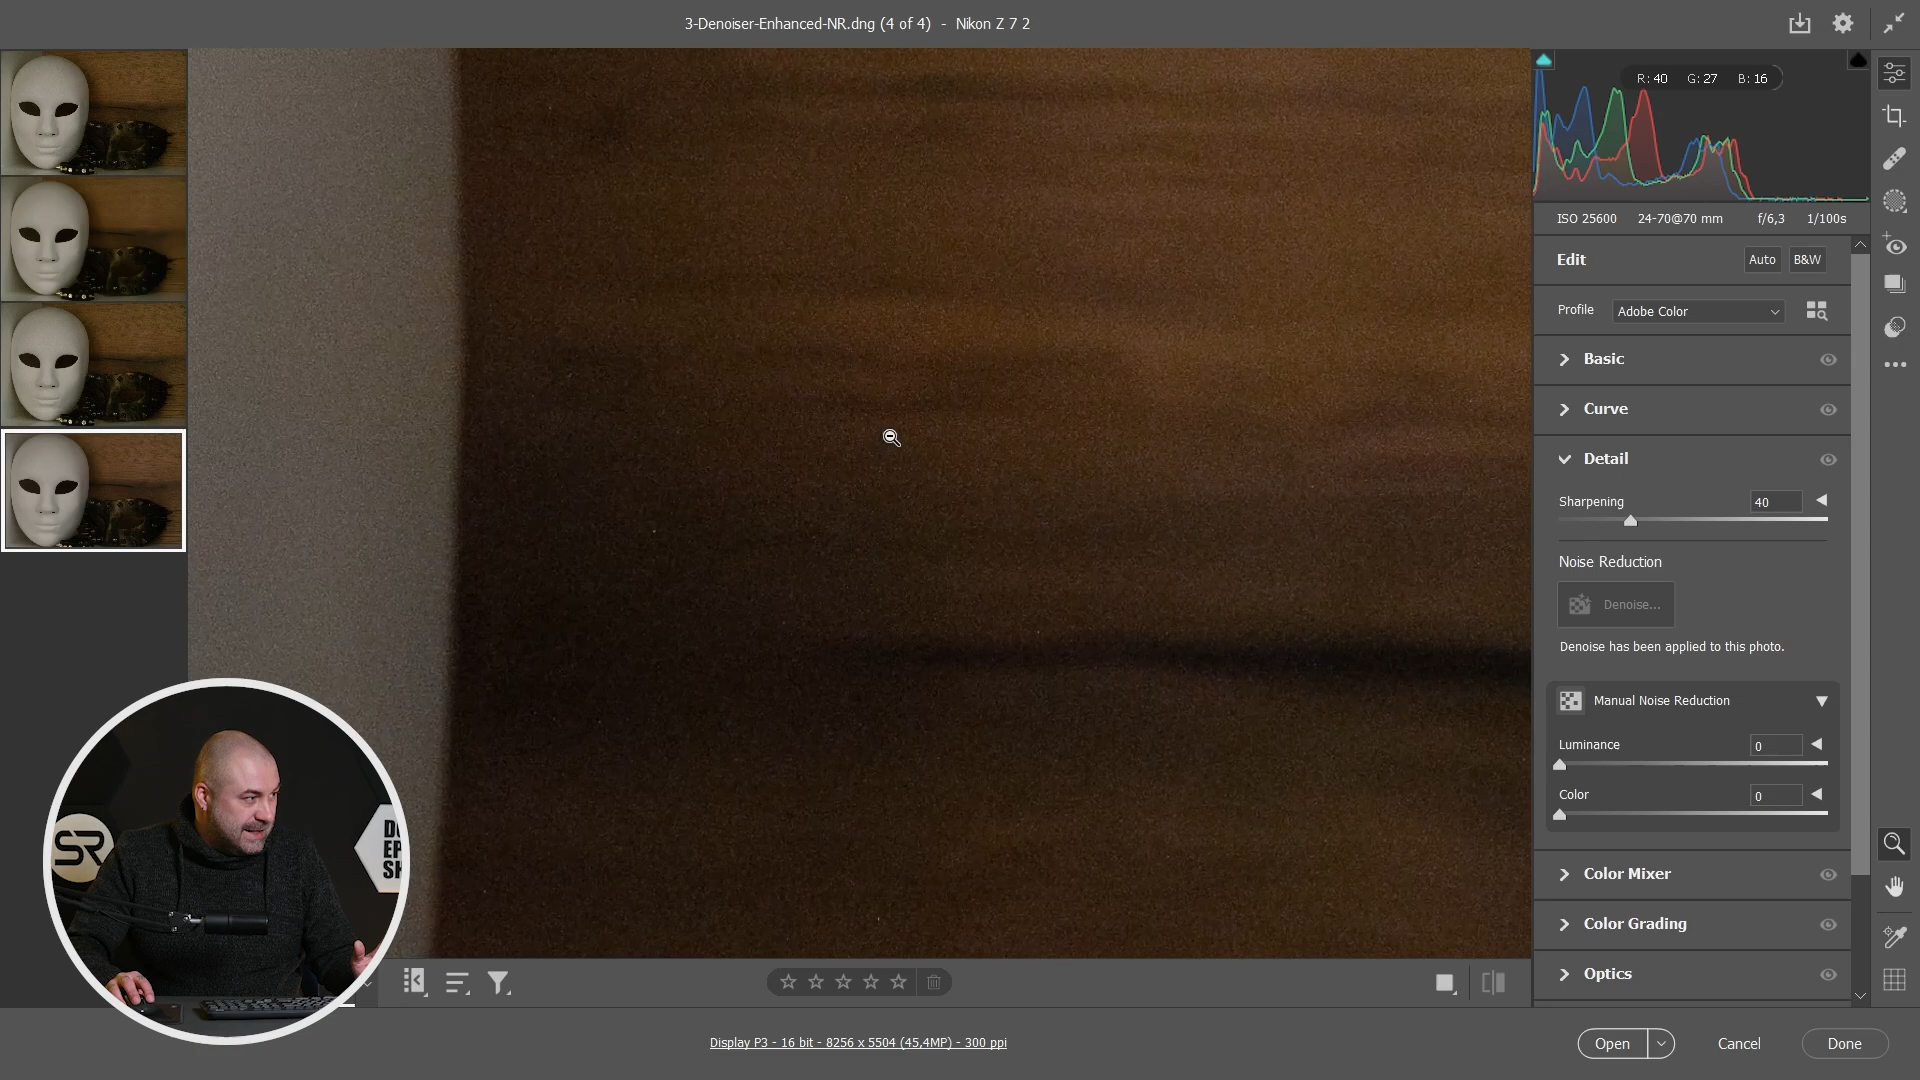 3-Denoiser-Enhanced-NR.dng (4 of 4) - Nikon Z 7 2
R: 40 G: 27 B: 16
ISO 25600 24-70@70 mm f/6,3 1/100s
Edit Auto B&W
Profile Adobe Color
Basic
Curve
Detail
Sharpening 40
Noise Reduction
Denoise...
Denoise has been applied to this photo.
Manual Noise Reduction
Luminance 0
Color 0
Color Mixer
Color Grading
Optics
SR
Display P3 - 16 bit - 8256 x 5504 (45,4MP) - 300 ppi
Open Cancel Done